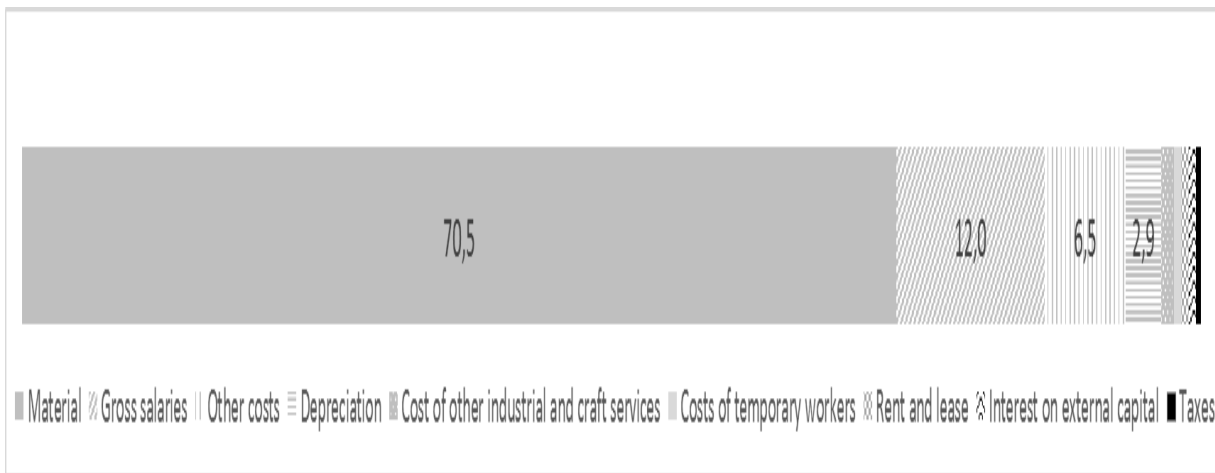 70,5 12,0 6,5 2,9
Material Gross salaries Other costs Depreciation Cost of other industrial and craft services Costs of temporary workers Rent and lease Interest on external capital Taxes